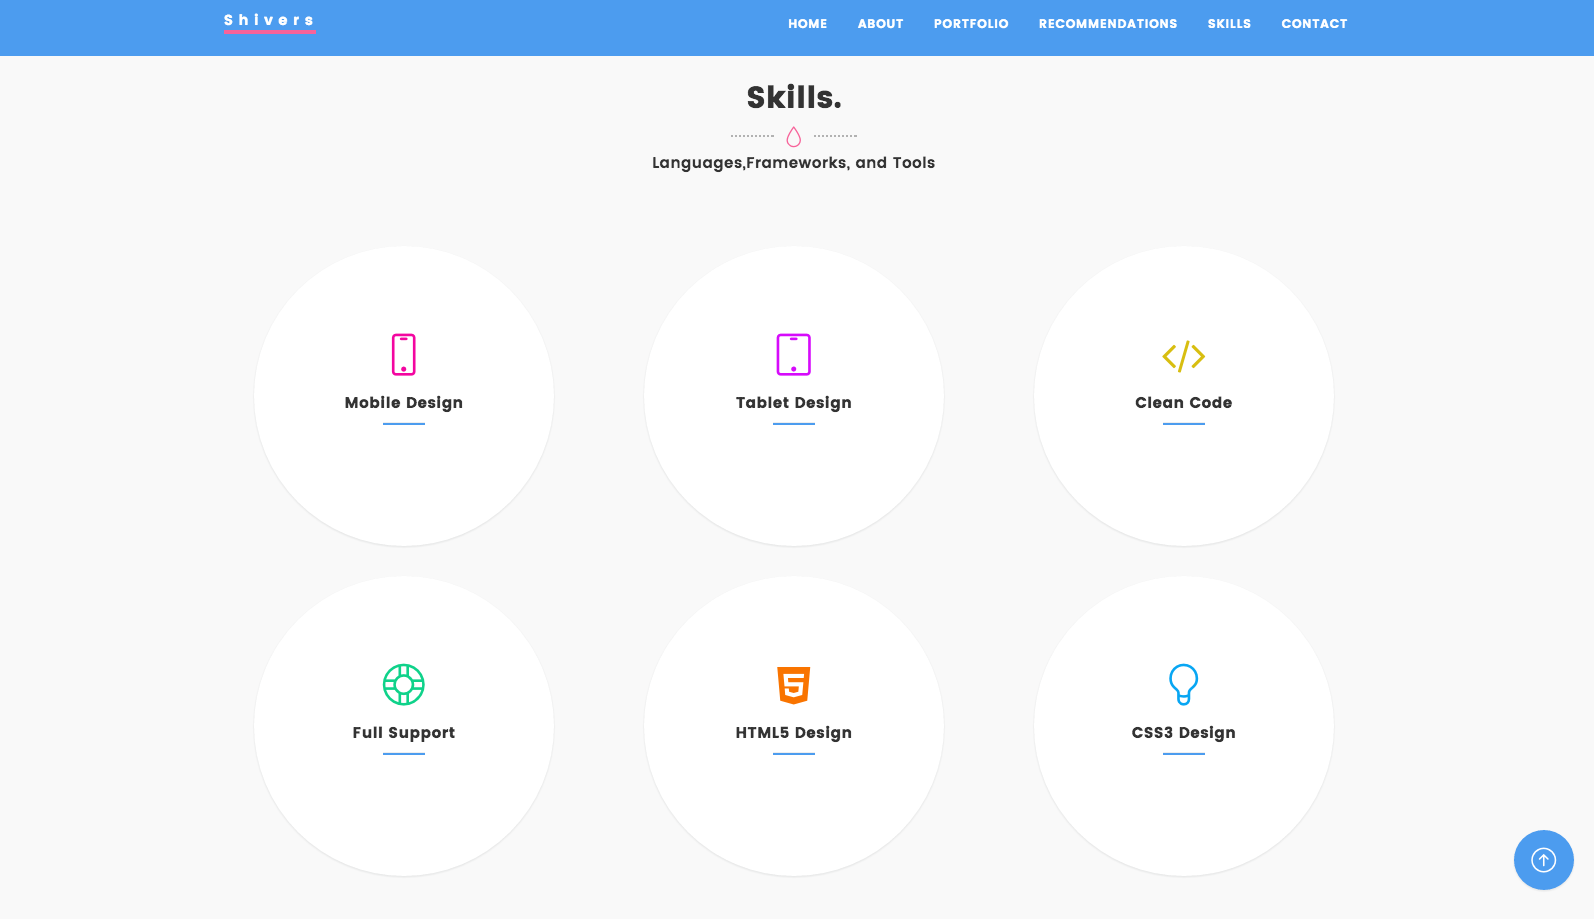 Shivers
HOME ABOUT PORTFOLIO RECOMMENDATIONS SKILLS CONTACT
Skills.
Languages,Frameworks, and Tools
Mobile Design
Tablet Design
Clean Code
Full Support
HTML5 Design
CSS3 Design